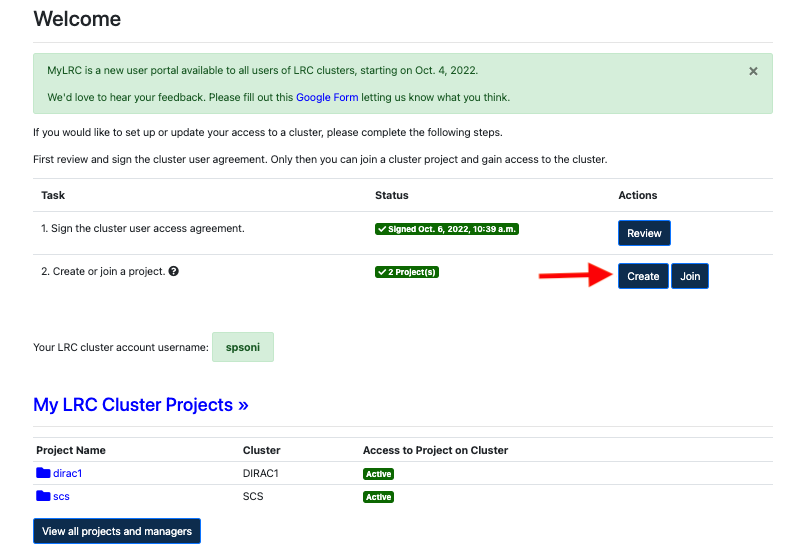 Welcome
MyLRC is a new user portal available to all users of LRC clusters, starting on Oct. 4, 2022.
×
We'd love to hear your feedback. Please fill out this Google Form letting us know what you think.
If you would like to set up or update your access to a cluster, please complete the following steps.
First review and sign the cluster user agreement. Only then you can join a cluster project and gain access to the cluster.
Task Status Actions
1. Sign the cluster user access agreement. ✓ Signed Oct. 6, 2022, 10:39 a.m. Review
2. Create or join a project. ? ✓ 2 Project(s) Create Join
Your LRC cluster account username: spsoni
My LRC Cluster Projects »
Project Name Cluster Access to Project on Cluster
dirac1 DIRAC1 Active
scs SCS Active
View all projects and managers